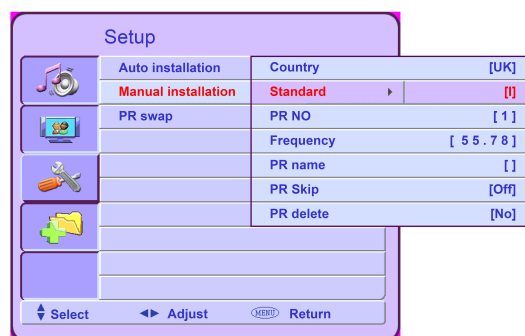 Setup
Auto installation
Manual installation
PR swap
Country [UK]
Standard [I]
PR NO [ 1 ]
Frequency [ 5 5 . 7 8 ]
PR name [ ]
PR Skip [Off]
PR delete [No]
Select Adjust MENU Return